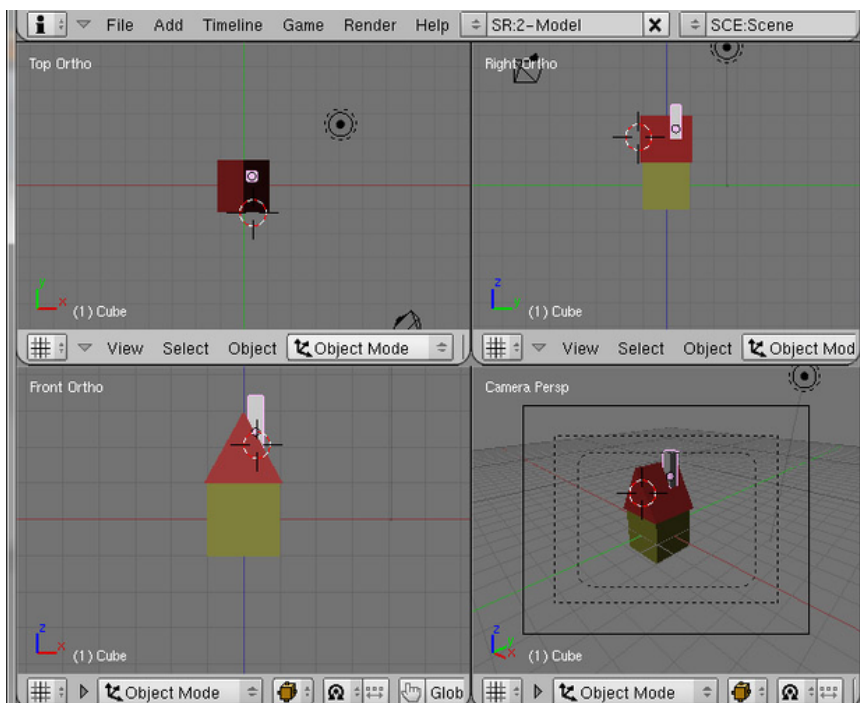 File Add Timeline Game Render Help SR:2-Model SCE:Scene
Top Ortho
Right Ortho
y
x
(1) Cube
z
y
(1) Cube
View Select Object Object Mode
View Select Object Object Mod
Front Ortho
Camera Persp
z
x
(1) Cube
z
y
x
(1) Cube
Object Mode Glob
Object Mode